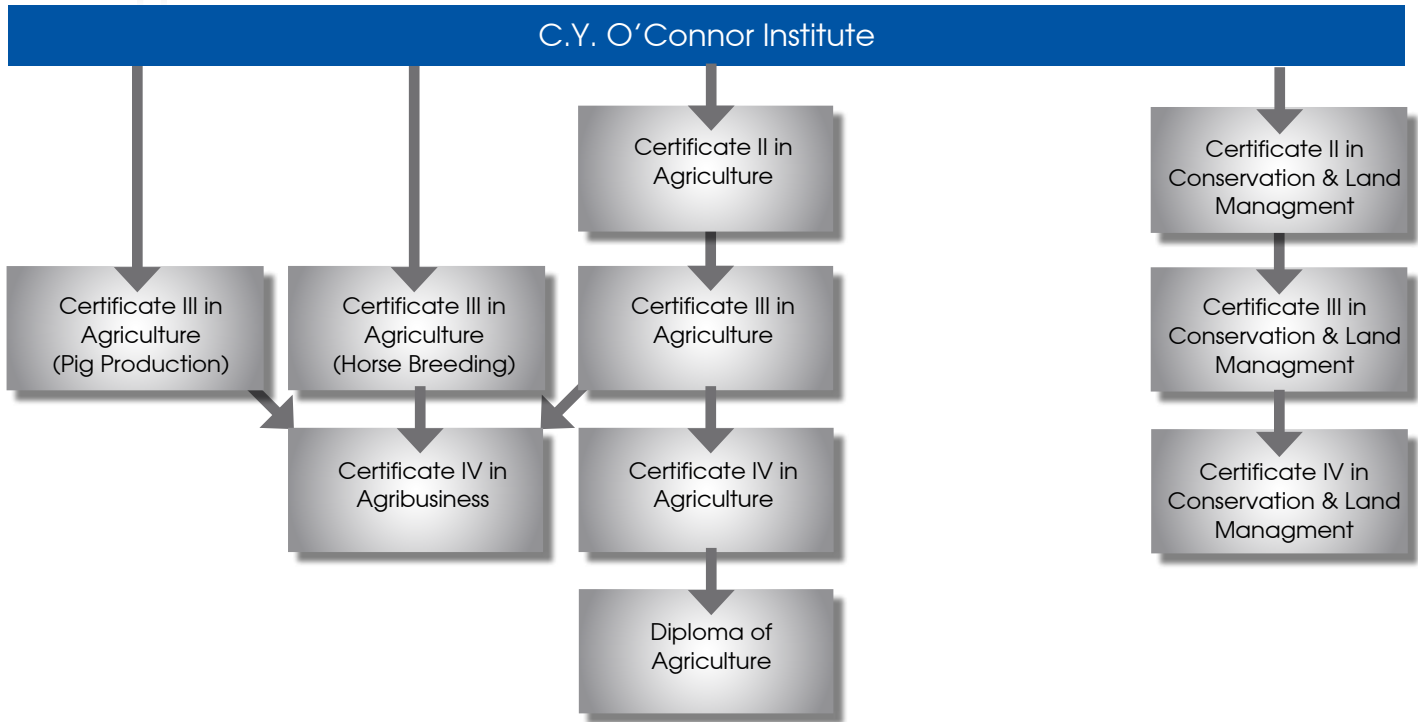 C.Y. O'Connor Institute
Certificate II in
Agriculture
Certificate II in
Conservation & Land
Managment
Certificate III in
Agriculture
(Pig Production)
Certificate III in
Agriculture
(Horse Breeding)
Certificate III in
Agriculture
Certificate III in
Conservation & Land
Managment
Certificate IV in
Agribusiness
Certificate IV in
Agriculture
Certificate IV in
Conservation & Land
Managment
Diploma of
Agriculture